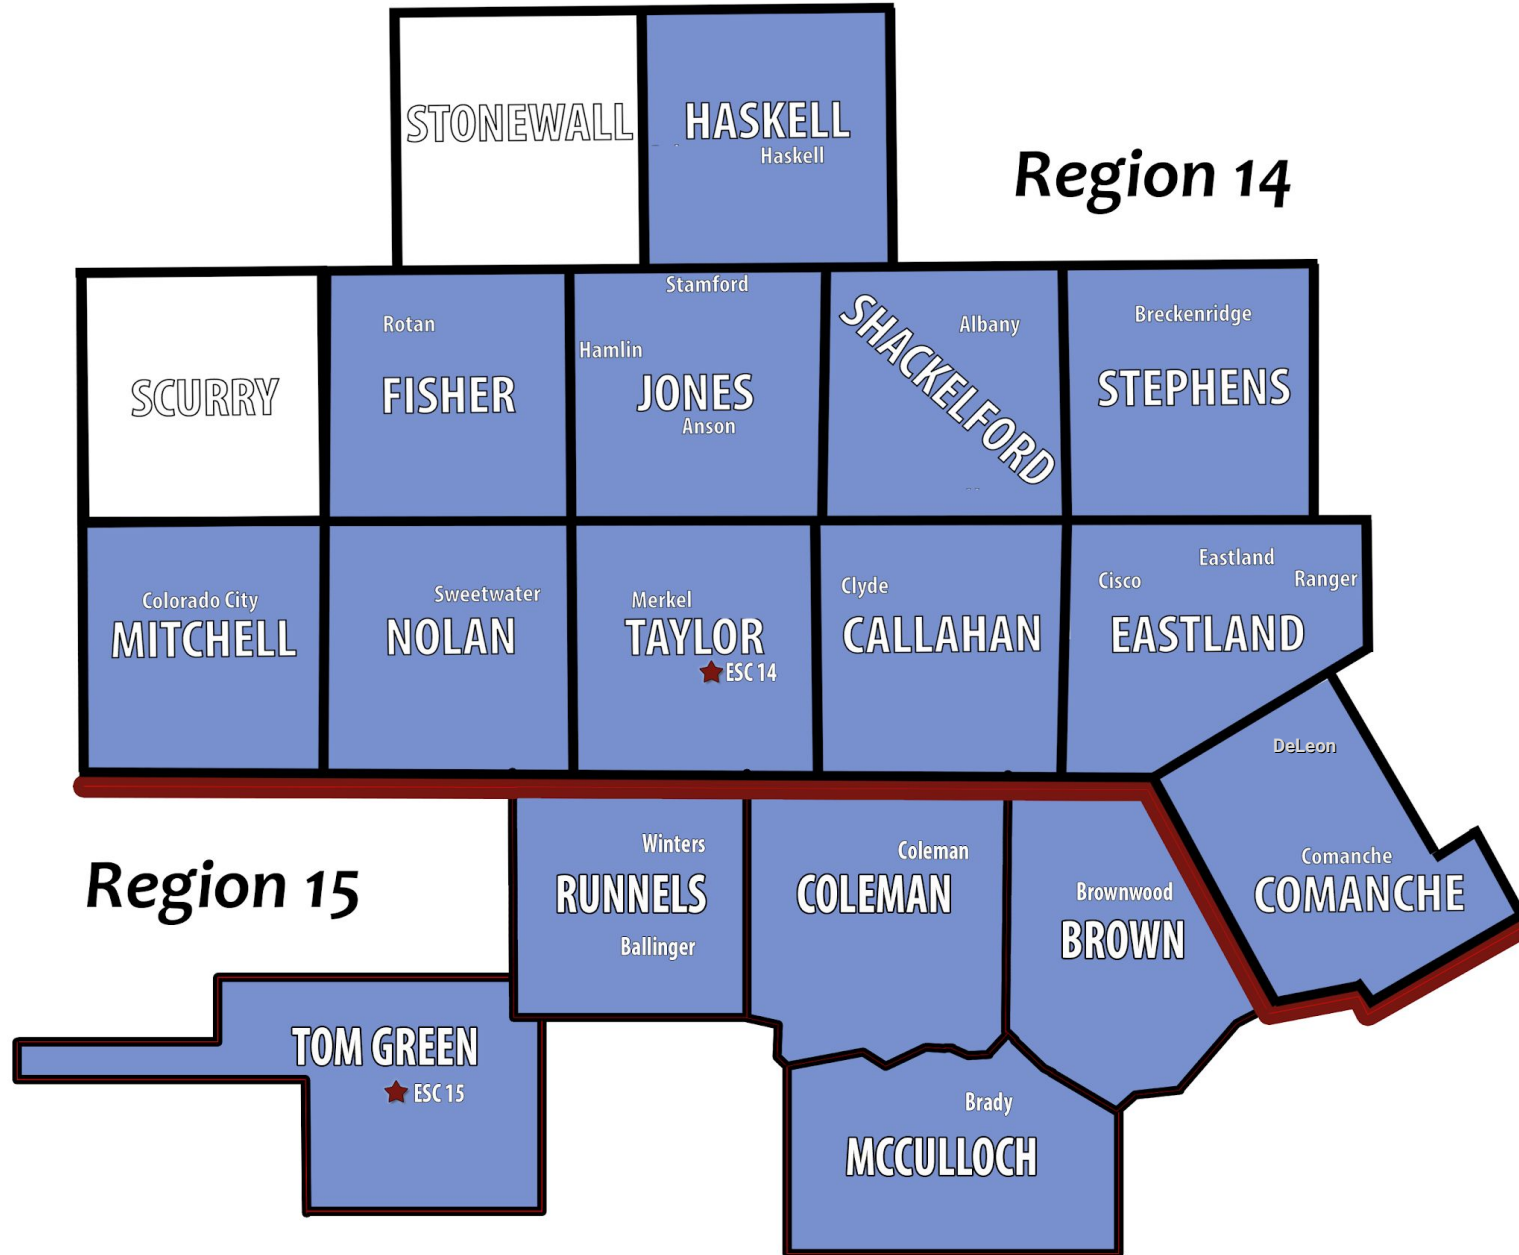 STONEWALL
HASKELL
Haskell
Region 14
SCURRY
Rotan
FISHER
Stamford
Hamlin
JONES
Anson
Albany
SHACKELFORD
Breckenridge
STEPHENS
Colorado City
MITCHELL
Sweetwater
NOLAN
Merkel
TAYLOR
ESC 14
Clyde
CALLAHAN
Eastland
Cisco
Ranger
EASTLAND
DeLeon
Comanche
COMANCHE
Region 15
Winters
RUNNELS
Ballinger
Coleman
COLEMAN
Brownwood
BROWN
TOM GREEN
ESC 15
Brady
MCCULLOCH